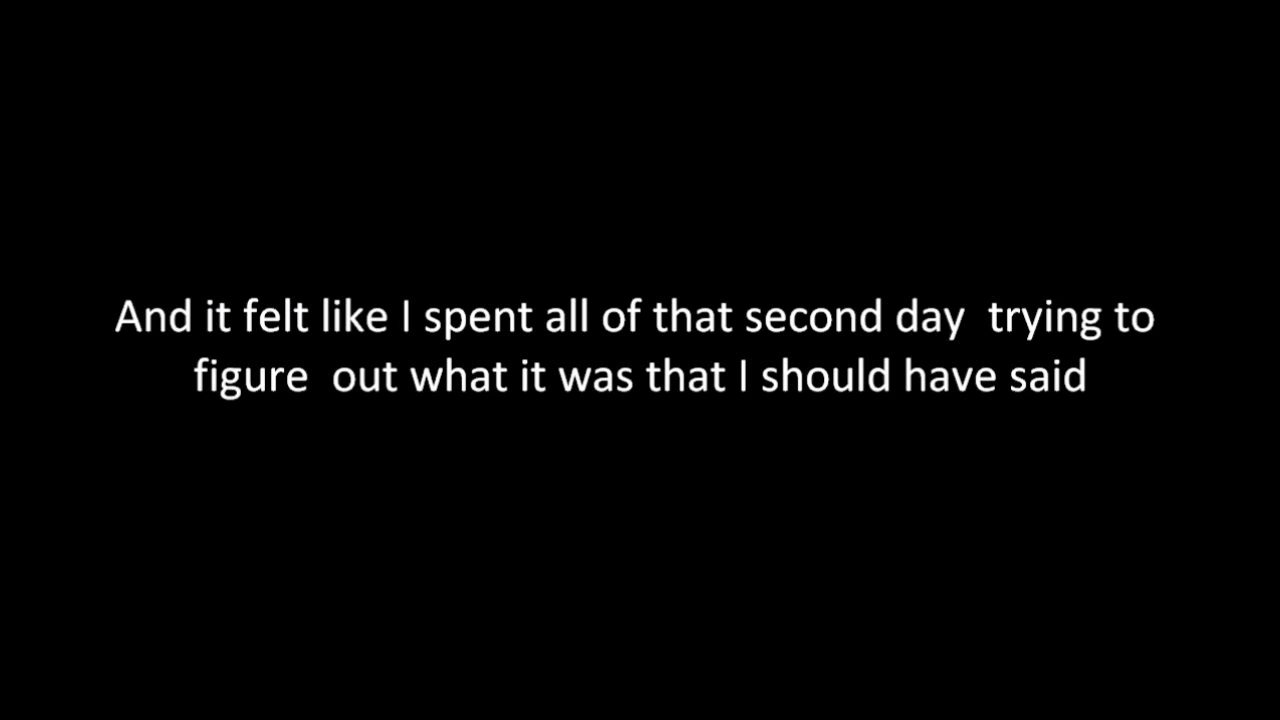 And it felt like I spent all of that second day  trying to
figure  out what it was that I should have said